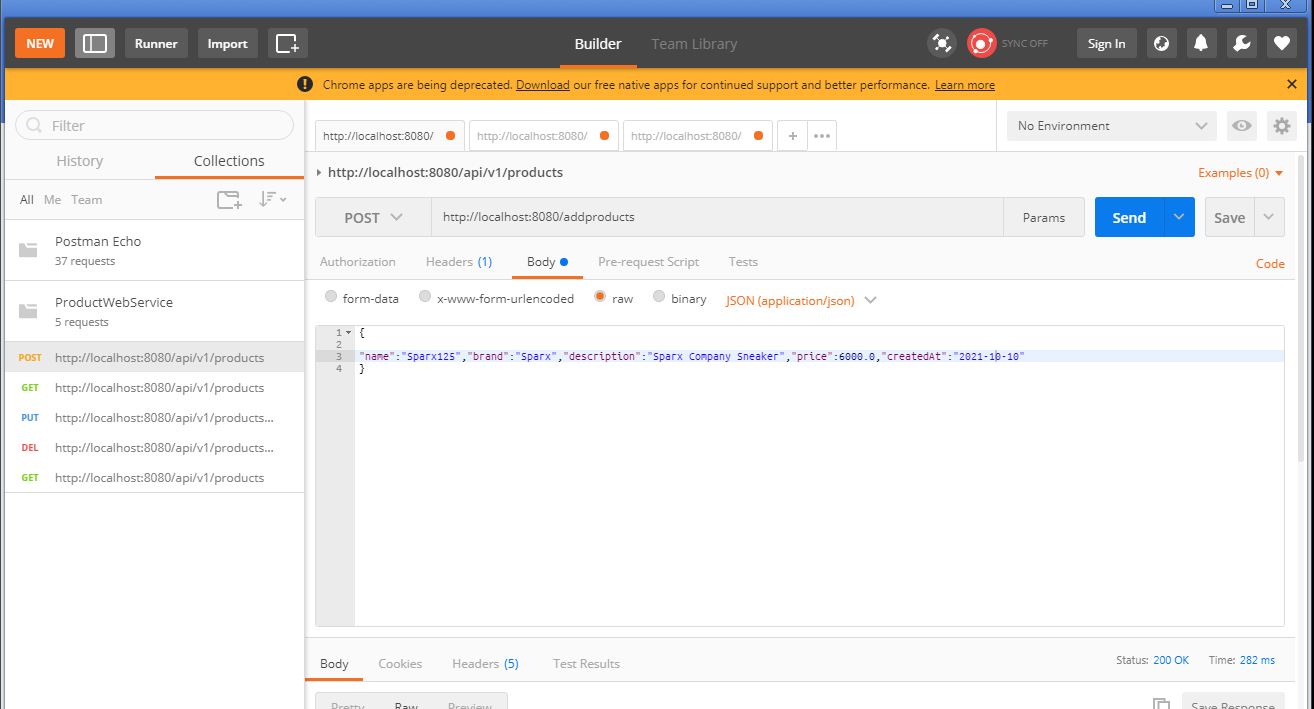 NEW Runner Import Builder Team Library SYNC OFF Sign In
Chrome apps are being deprecated. Download our free native apps for continued support and better performance. Learn more
Filter
History Collections
All Me Team
Postman Echo
37 requests
ProductWebService
5 requests
POST http://localhost:8080/api/v1/products
GET http://localhost:8080/api/v1/products
PUT http://localhost:8080/api/v1/products...
DEL http://localhost:8080/api/v1/products...
GET http://localhost:8080/api/v1/products
http://localhost:8080/ http://localhost:8080/ http://localhost:8080/ + ••• No Environment
http://localhost:8080/api/v1/products Examples (0)
POST http://localhost:8080/addproducts Params Send Save
Authorization Headers (1) Body Pre-request Script Tests Code
form-data x-www-form-urlencoded raw binary JSON (application/json)
1 {
2
3 "name":"Sparx125","brand":"Sparx","description":"Sparx Company Sneaker","price":6000.0,"createdAt":"2021-10-10"
4 }
Body Cookies Headers (5) Test Results Status: 200 OK Time: 282 ms
Pretty Raw Preview Save Response